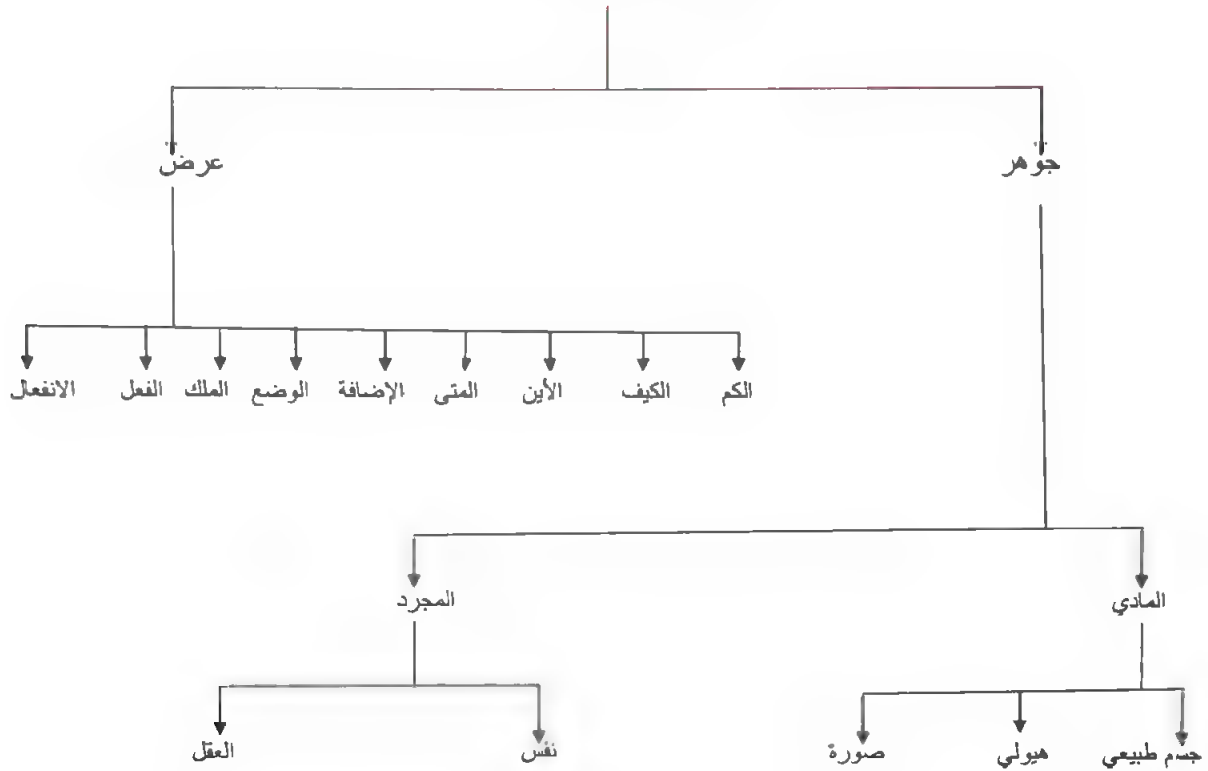 جوهر عرض
الكم الكيف الأين المتى الإضافة الوضع الملك الفعل الانفعال
المادي المجرد
جسم طبيعي هيولي صورة نفس العقل